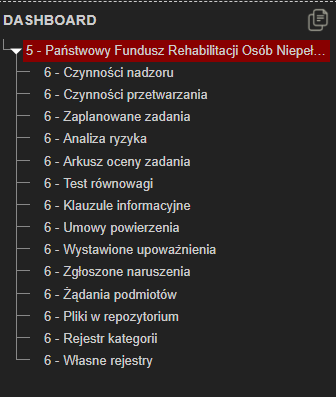 DASHBOARD
5 - Państwowy Fundusz Rehabilitacji Osób Niepeł...
6 - Czynności nadzoru
6 - Czynności przetwarzania
6 - Zaplanowane zadania
6 - Analiza ryzyka
6 - Arkusz oceny zadania
6 - Test równowagi
6 - Klauzule informacyjne
6 - Umowy powierzenia
6 - Wystawione upoważnienia
6 - Zgłoszone naruszenia
6 - Żądania podmiotów
6 - Pliki w repozytorium
6 - Rejestr kategorii
6 - Własne rejestry